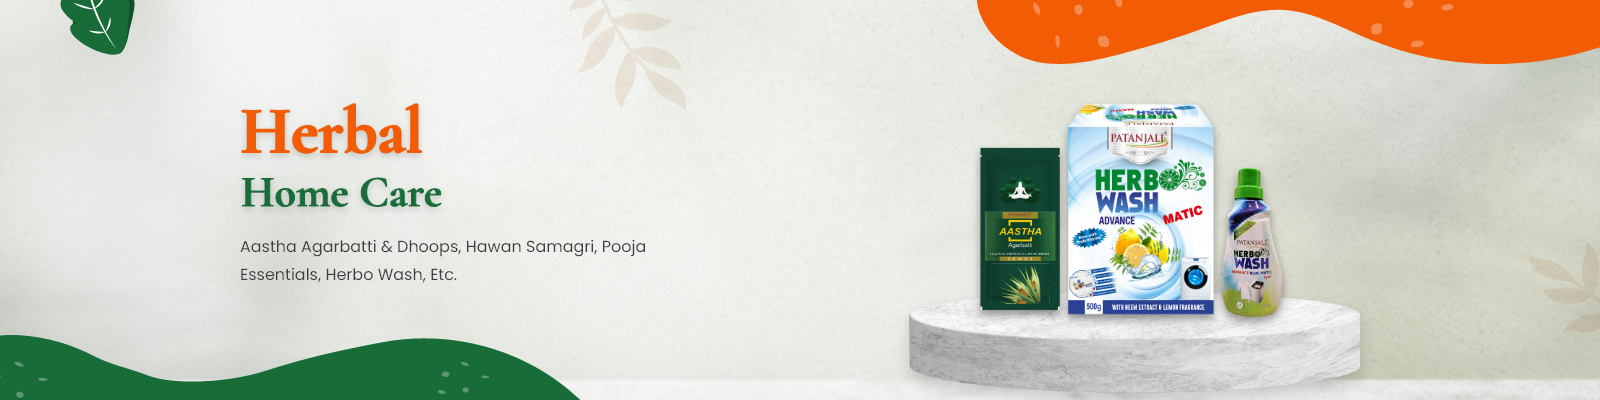 Herbal
Home Care
Aastha Agarbatti & Dhoops, Hawan Samagri, Pooja
Essentials, Herbo Wash, Etc.
AASTHA
Agarbatti
PATANJALI
HERBO
WASH
ADVANCE
MATIC
500g
WITH NEEM EXTRACT & LEMON FRAGRANCE
PATANJALI
HERBO
WASH